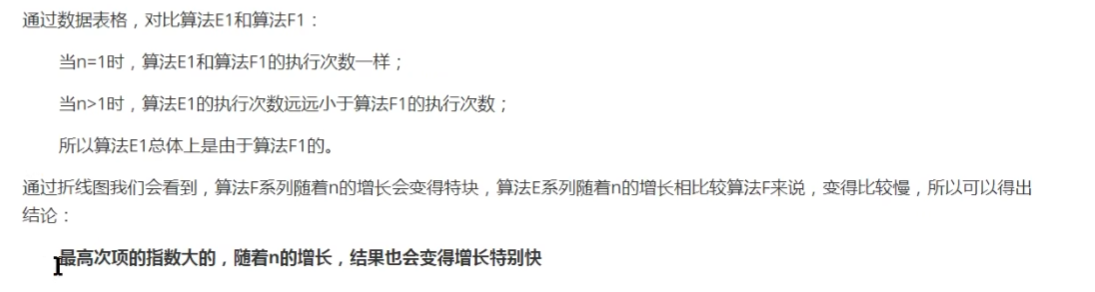 通过数据表格，对比算法E1和算法F1：
当n=1时，算法E1和算法F1的执行次数一样；
当n>1时，算法E1的执行次数远远小于算法F1的执行次数；
所以算法E1总体上是由于算法F1的。
通过折线图我们会看到，算法F系列随着n的增长会变得特块，算法E系列随着n的增长相比较算法F来说，变得比较慢，所以可以得出
结论：
最高次项的指数大的，随着n的增长，结果也会变得增长特别快